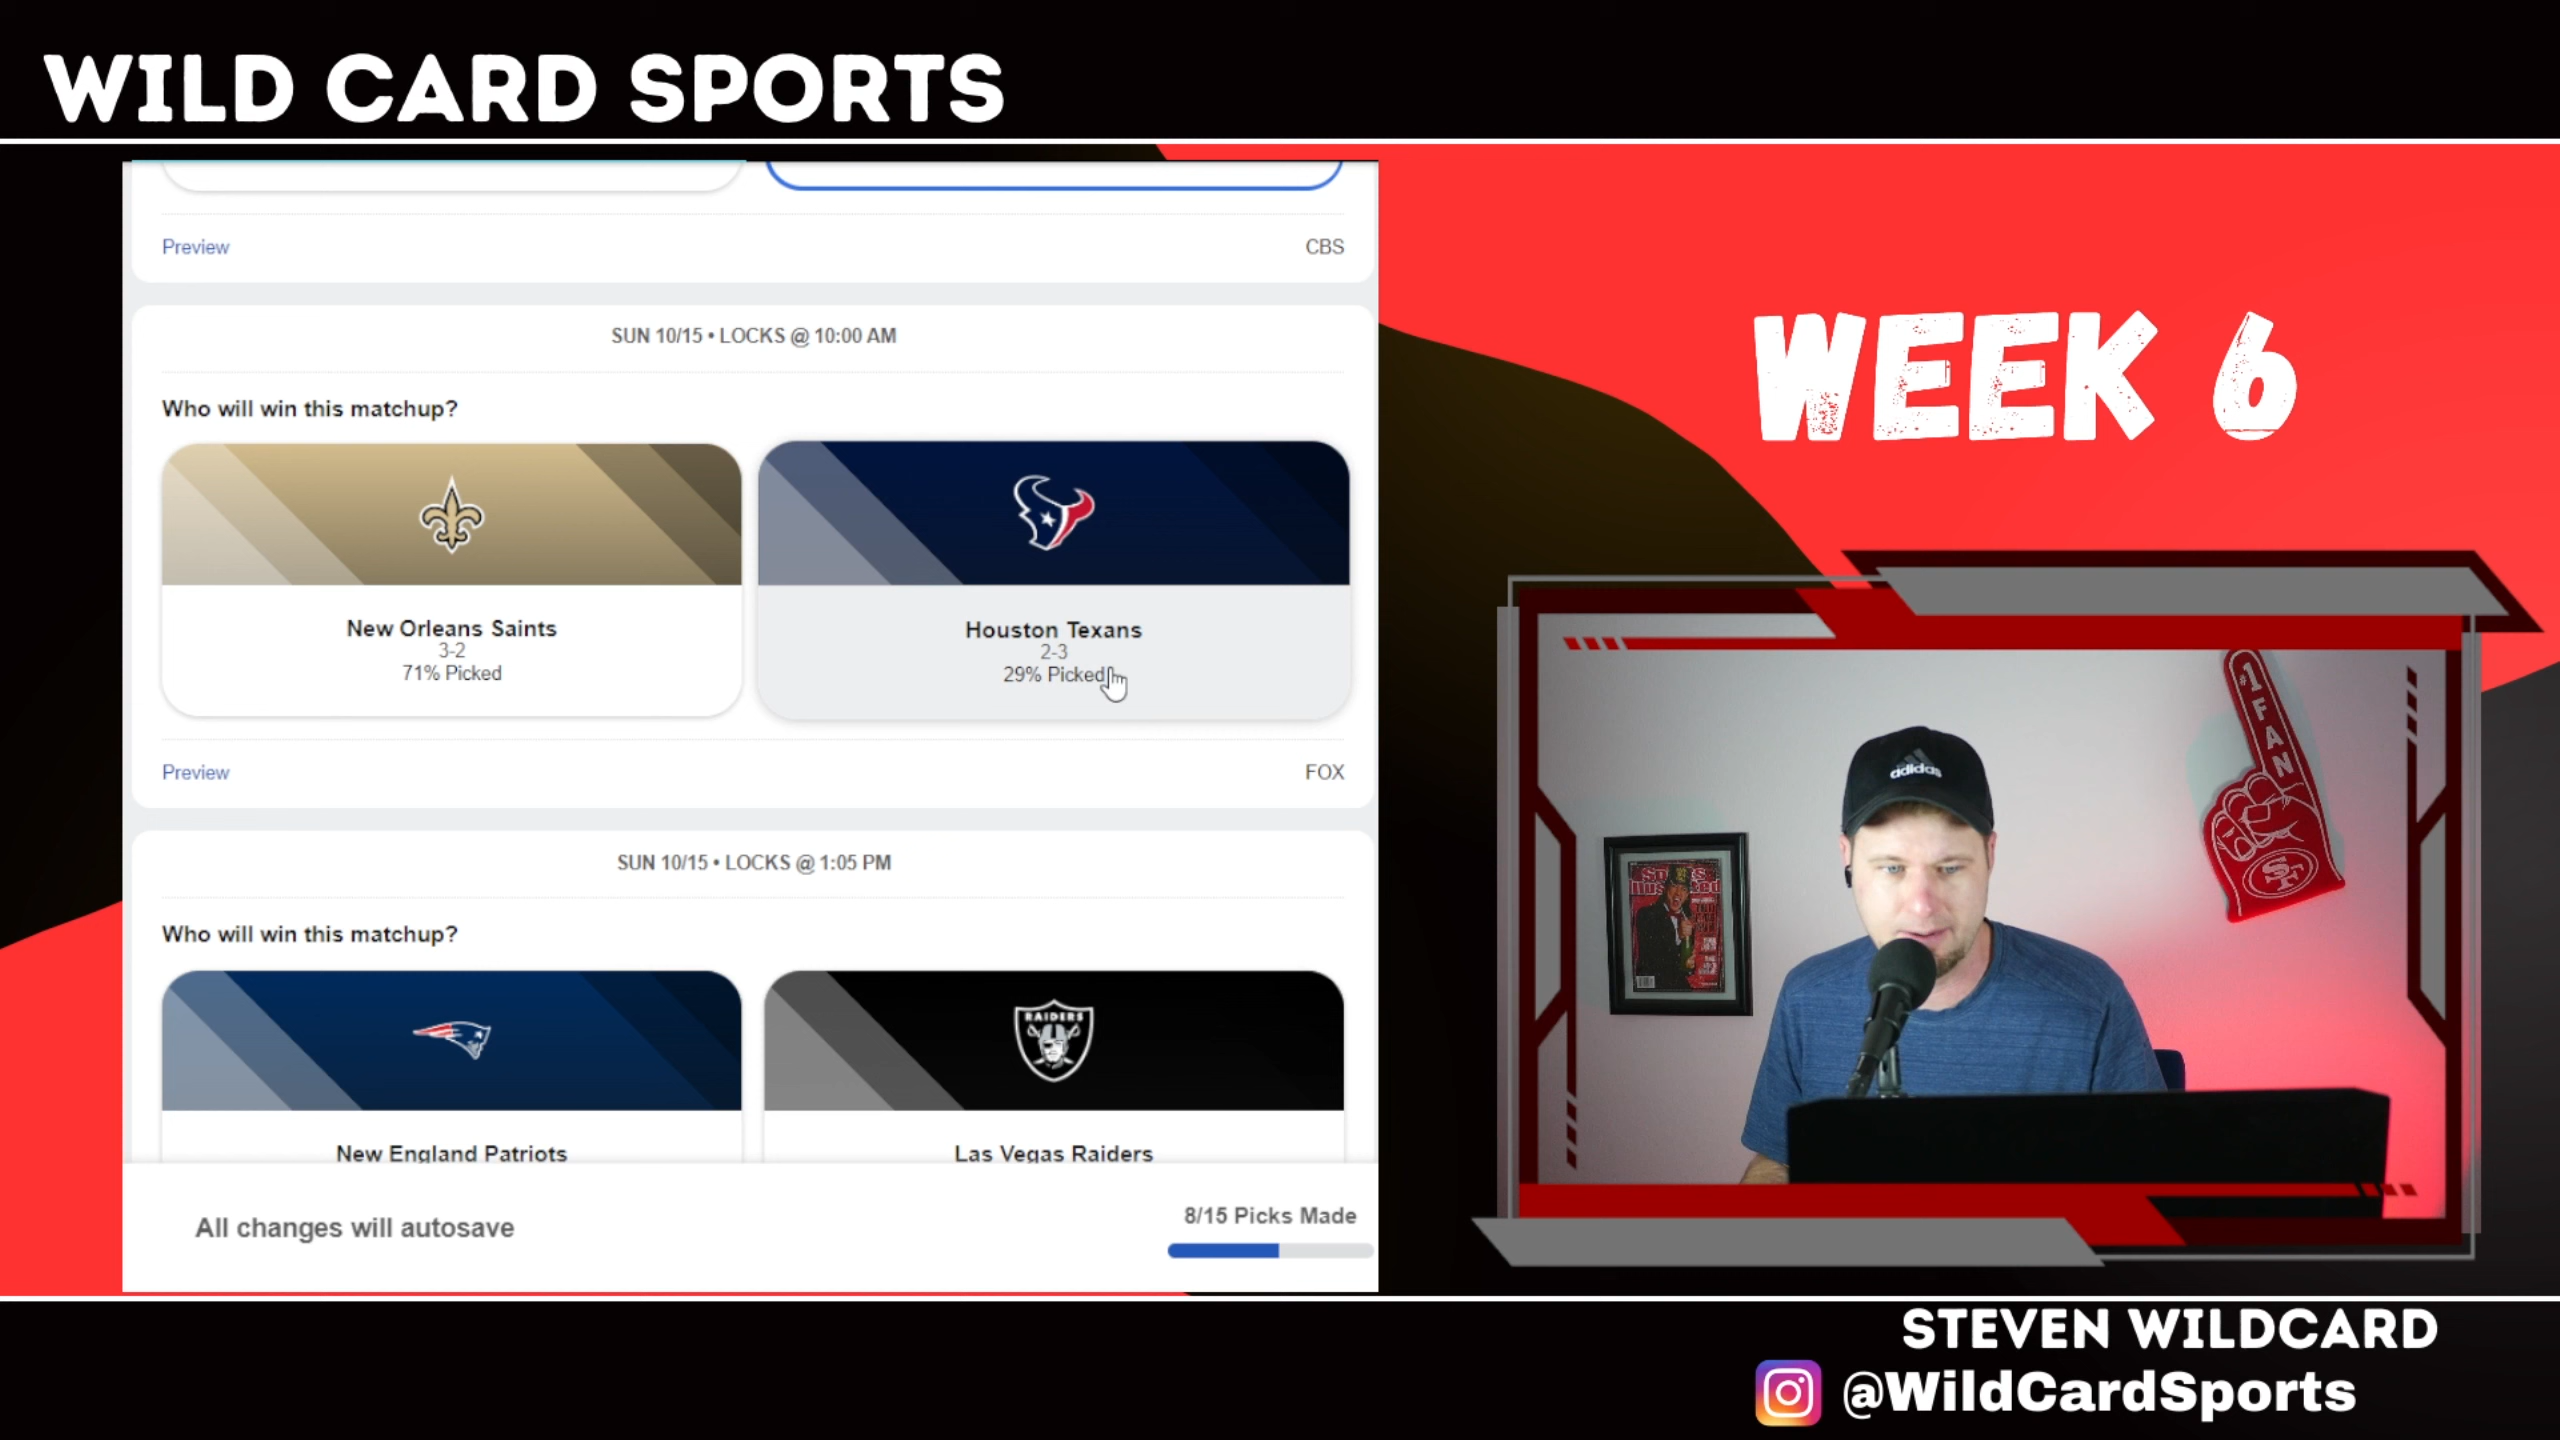 WILD CARD SPORTS
Preview
CBS
SUN 10/15 • LOCKS @ 10:00 AM
Who will win this matchup?
New Orleans Saints
3-2
71% Picked
Houston Texans
2-3
29% Picked
Preview
FOX
SUN 10/15 • LOCKS @ 1:05 PM
Who will win this matchup?
RAIDERS
New England Patriots
Las Vegas Raiders
All changes will autosave
8/15 Picks Made
WEEK 6
adidas
#1
FAN
SF
Sports
Illustrated
STEVEN WILDCARD
@WildCardSports